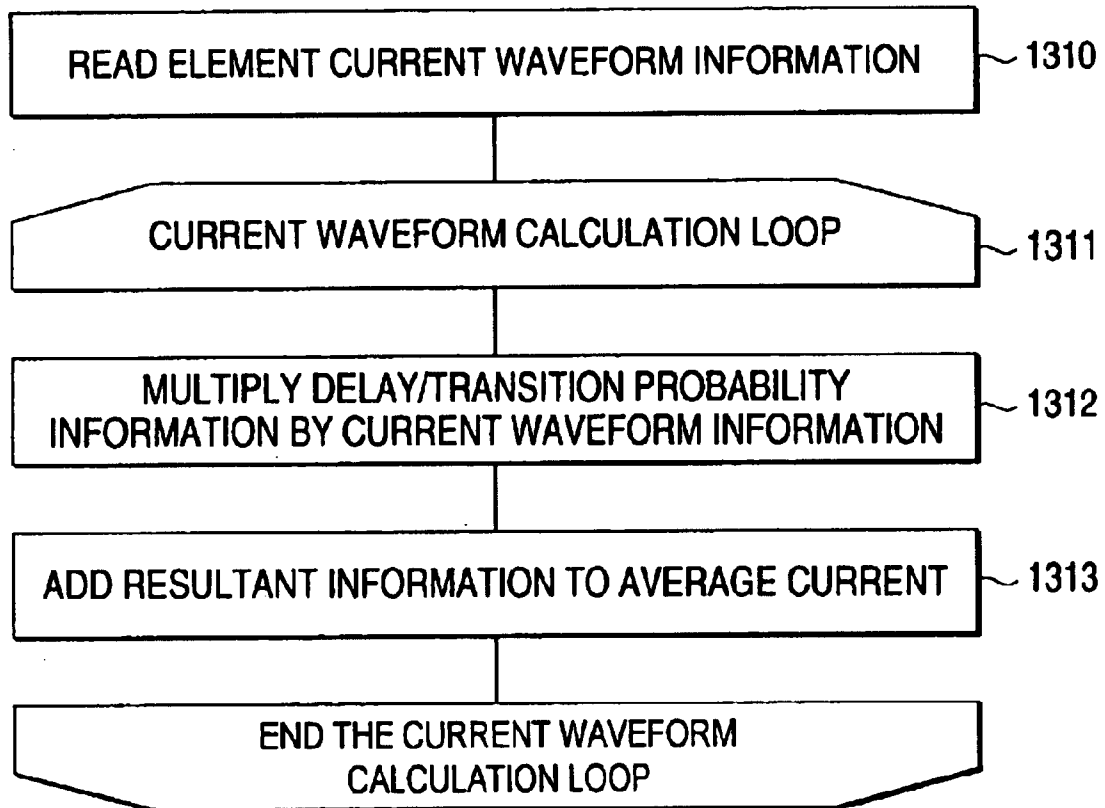 READ ELEMENT CURRENT WAVEFORM INFORMATION ~ 1310
CURRENT WAVEFORM CALCULATION LOOP ~ 1311
MULTIPLY DELAY/TRANSITION PROBABILITY
INFORMATION BY CURRENT WAVEFORM INFORMATION ~ 1312
ADD RESULTANT INFORMATION TO AVERAGE CURRENT ~ 1313
END THE CURRENT WAVEFORM
CALCULATION LOOP